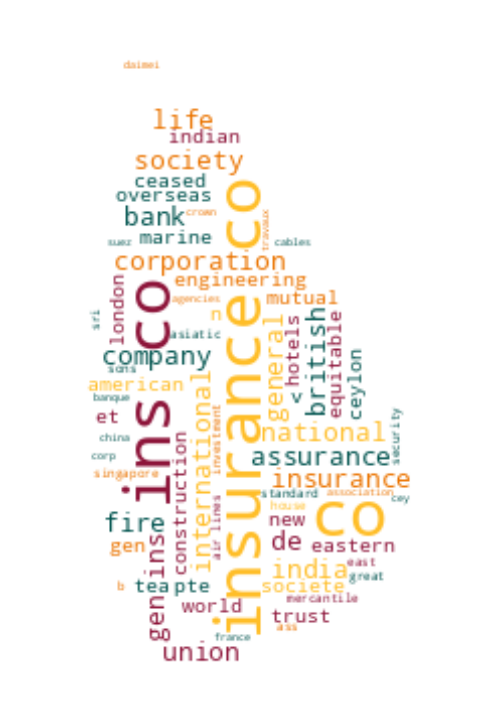 daimei
life
indian
society
ceased
overseas
bank
crown
travaux
suez
marine
cables
corporation
engineering
london
agencies
mutual
ins co
insurance co
n
sri
asiatic
general
hotels
british
equitable
company
sons
ceylon
v
american
banque
international
investment
et
national
security
china
construction
corp
assurance
singapore
insurance
standard
association
cey
house
co
fire
air lines
new
gen
de
eastern
gen ins
india
east
great
b
tea
pte
societe
world
mercantile
trust
ass
france
union